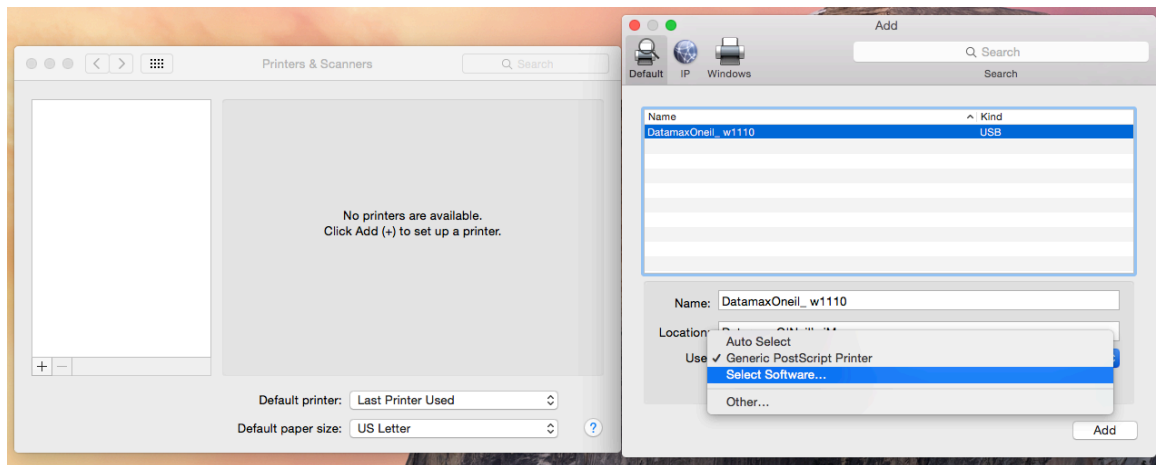 Printers & Scanners
Search
No printers are available.
Click Add (+) to set up a printer.
Default printer: Last Printer Used
Default paper size: US Letter
?
Add
Default
IP
Windows
Search
Search
Name
Kind
DatamaxOneil_ w1110
USB
Name: DatamaxOneil_ w1110
Location:
Use
Auto Select
✓ Generic PostScript Printer
Select Software...
Other...
Add